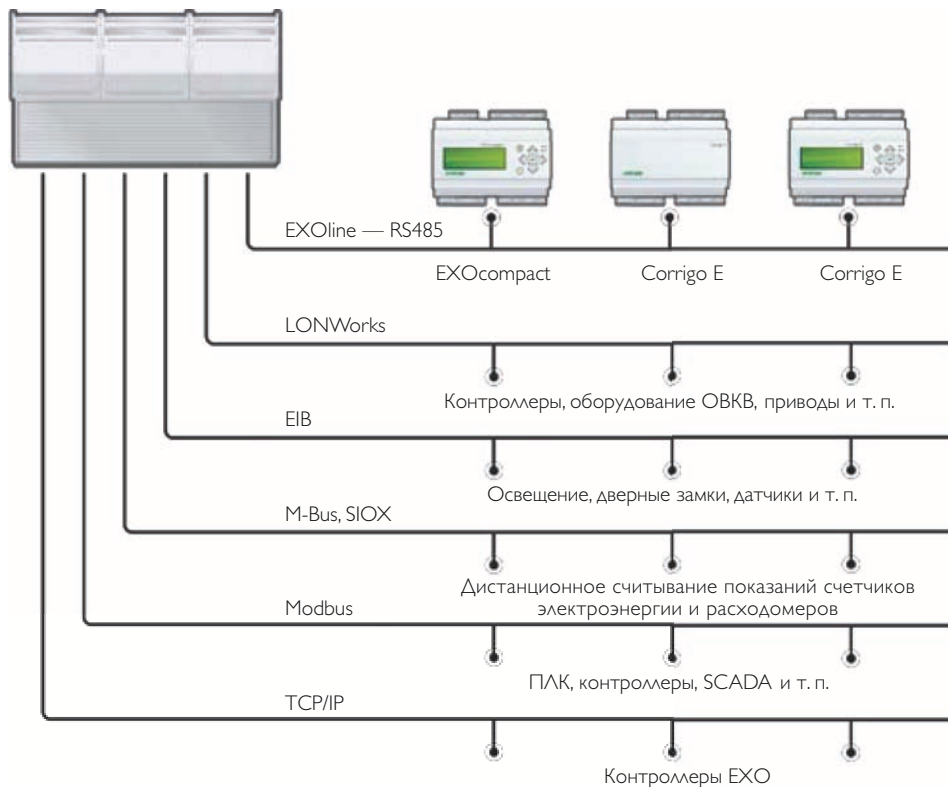 EXOline — RS485
EXOcompact
Corrigo E
Corrigo E
LONWorks
Контроллеры, оборудование ОВКВ, приводы и т. п.
EIB
Освещение, дверные замки, датчики и т. п.
M-Bus, SIOX
Дистанционное считывание показаний счетчиков
электроэнергии и расходомеров
Modbus
ПЛК, контроллеры, SCADA и т. п.
TCP/IP
Контроллеры EXO